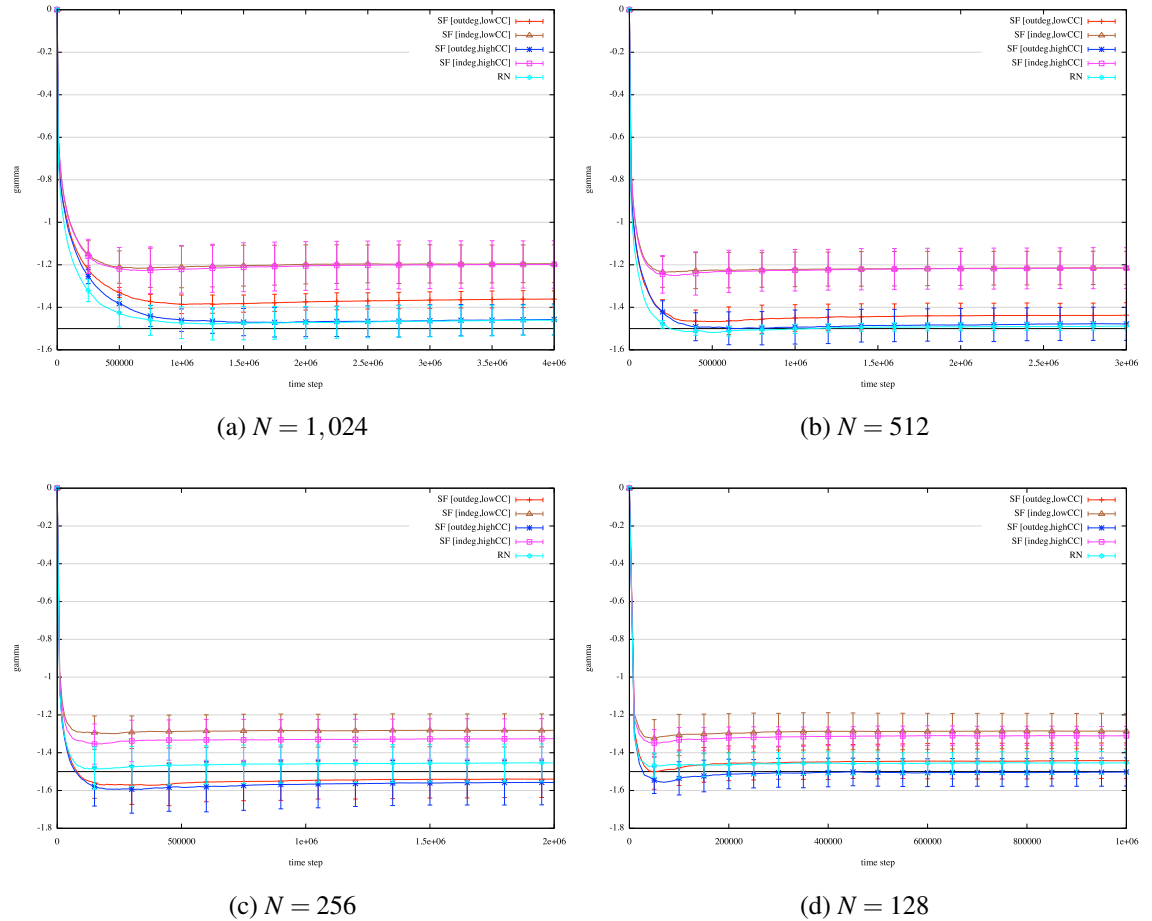 0
-0.2
-0.4
-0.6
-0.8
-1
-1.2
-1.4
-1.6
gamma
0 500000 1e+06 1.5e+06 2e+06 2.5e+06 3e+06 3.5e+06 4e+06
time step
SF [outdeg,lowCC]
SF [indeg,lowCC]
SF [outdeg,highCC]
SF [indeg,highCC]
RN
(a) N = 1,024
0
-0.2
-0.4
-0.6
-0.8
-1
-1.2
-1.4
-1.6
gamma
0 500000 1e+06 1.5e+06 2e+06 2.5e+06 3e+06
time step
SF [outdeg,lowCC]
SF [indeg,lowCC]
SF [outdeg,highCC]
SF [indeg,highCC]
RN
(b) N = 512
0
-0.2
-0.4
-0.6
-0.8
-1
-1.2
-1.4
-1.6
-1.8
gamma
0 500000 1e+06 1.5e+06 2e+06
time step
SF [outdeg,lowCC]
SF [indeg,lowCC]
SF [outdeg,highCC]
SF [indeg,highCC]
RN
(c) N = 256
0
-0.2
-0.4
-0.6
-0.8
-1
-1.2
-1.4
-1.6
-1.8
gamma
0 200000 400000 600000 800000 1e+06
time step
SF [outdeg,lowCC]
SF [indeg,lowCC]
SF [outdeg,highCC]
SF [indeg,highCC]
RN
(d) N = 128